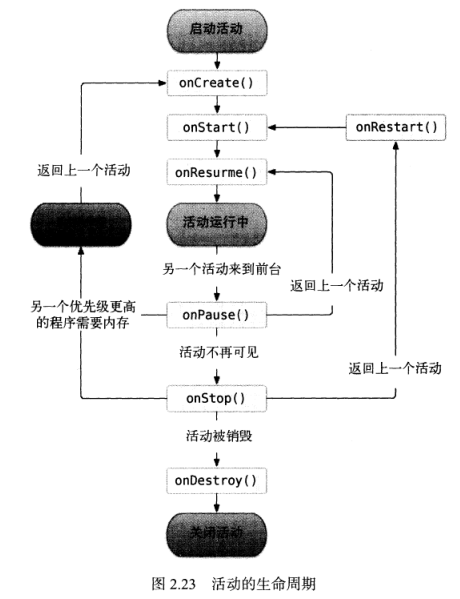 启动活动
onCreate()
onStart()
onRestart()
onResurme()
返回上一个活动
活动运行中
另一个活动来到前台
返回上一个活动
另一个优先级更高
的程序需要内存
onPause()
活动不再可见
返回上一个活动
onStop()
活动被销毁
onDestroy()
关闭活动
图 2.23 活动的生命周期